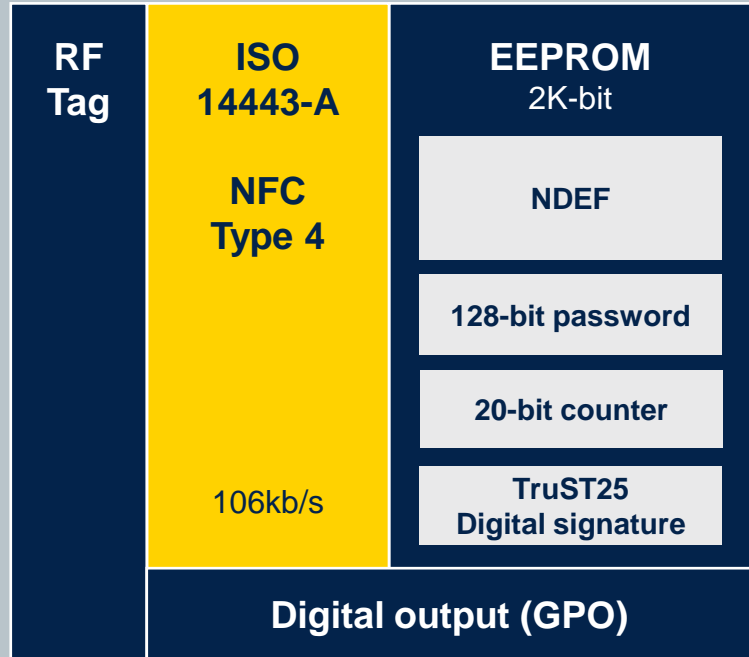 RF
Tag
ISO
14443-A
NFC
Type 4
106kb/s
EEPROM
2K-bit
NDEF
128-bit password
20-bit counter
TruST25
Digital signature
Digital output (GPO)